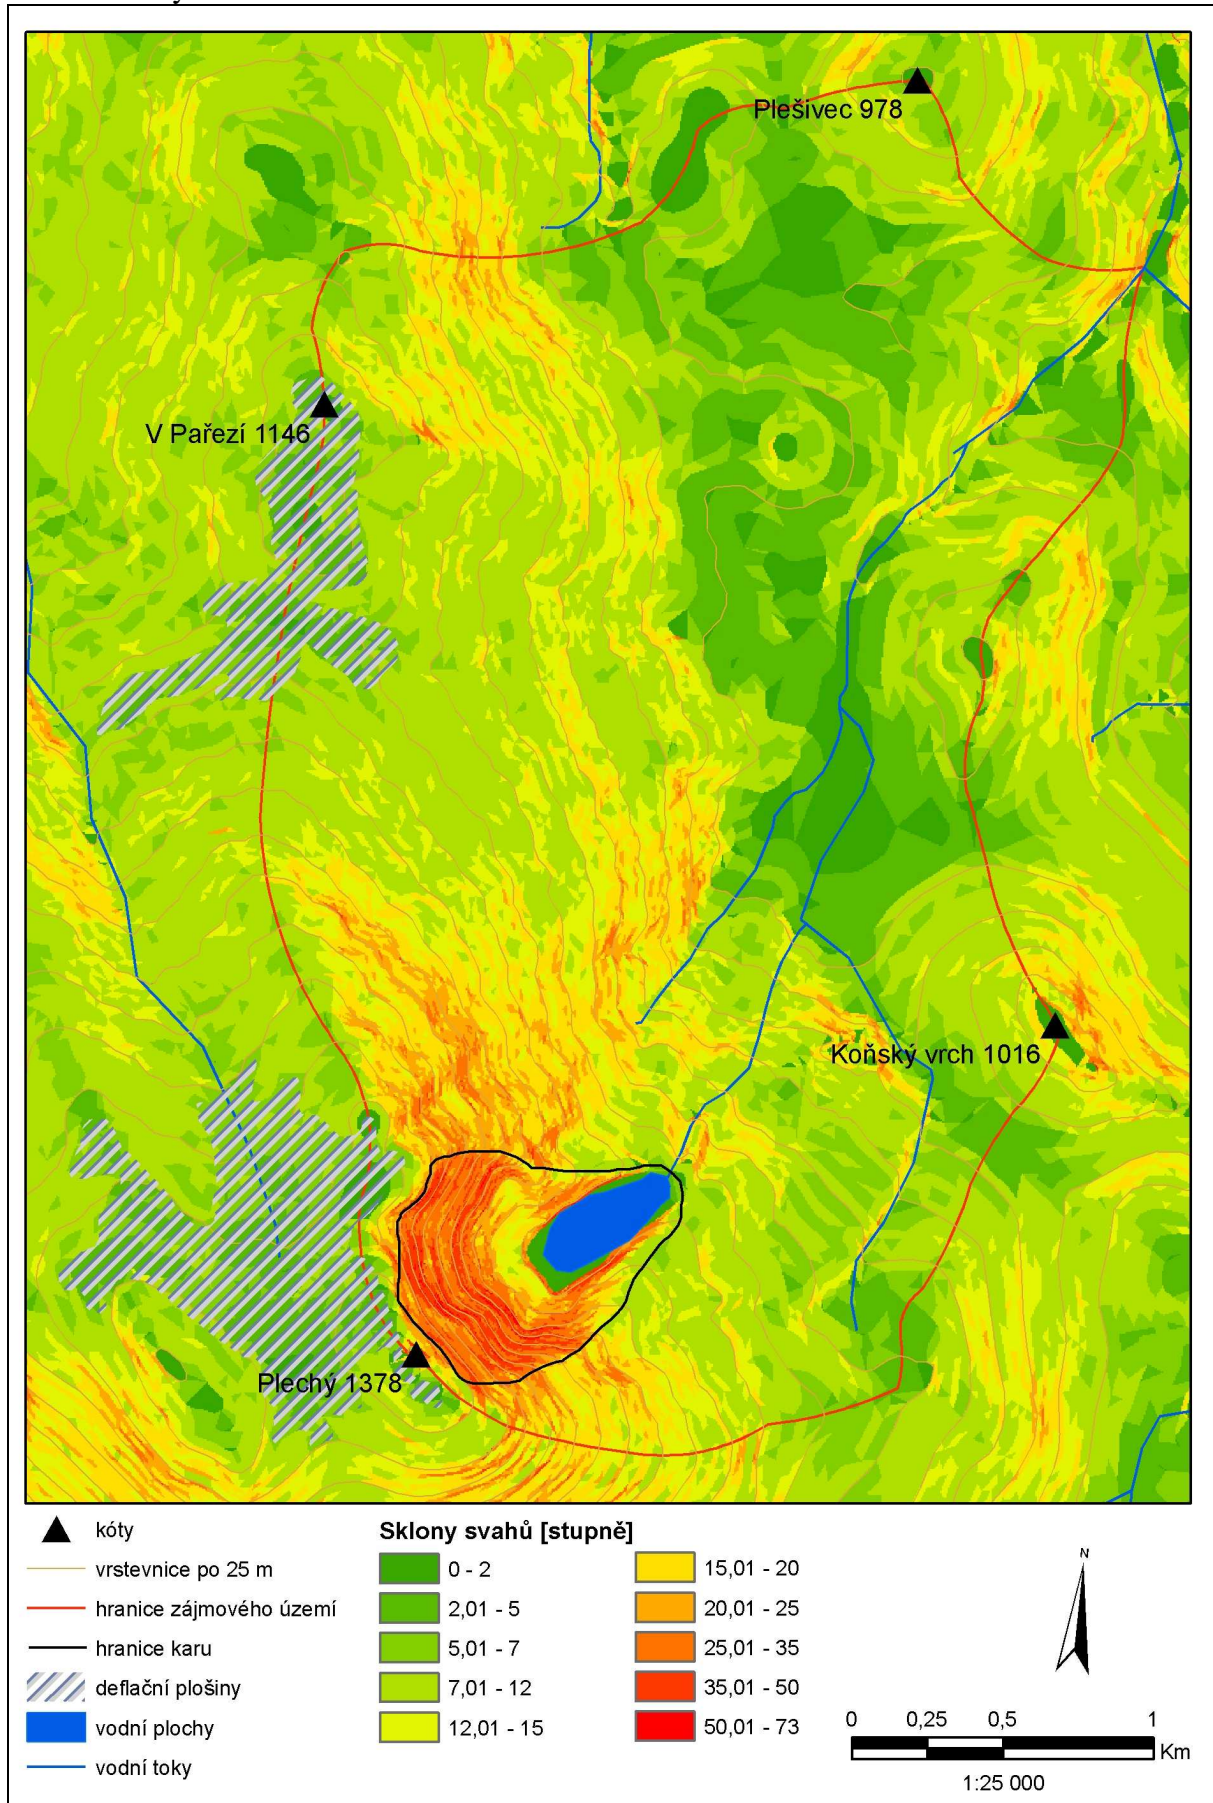 Plešivec 978
V Pařezí 1146
Koňský vrch 1016
Plechý 1378
kóty
vrstevnice po 25 m
hranice zájmového území
hranice karu
deflační plošiny
vodní plochy
vodní toky
Sklony svahů [stupně]
0 - 2
2,01 - 5
5,01 - 7
7,01 - 12
12,01 - 15
15,01 - 20
20,01 - 25
25,01 - 35
35,01 - 50
50,01 - 73
N
0 0,25 0,5 1
Km
1:25 000